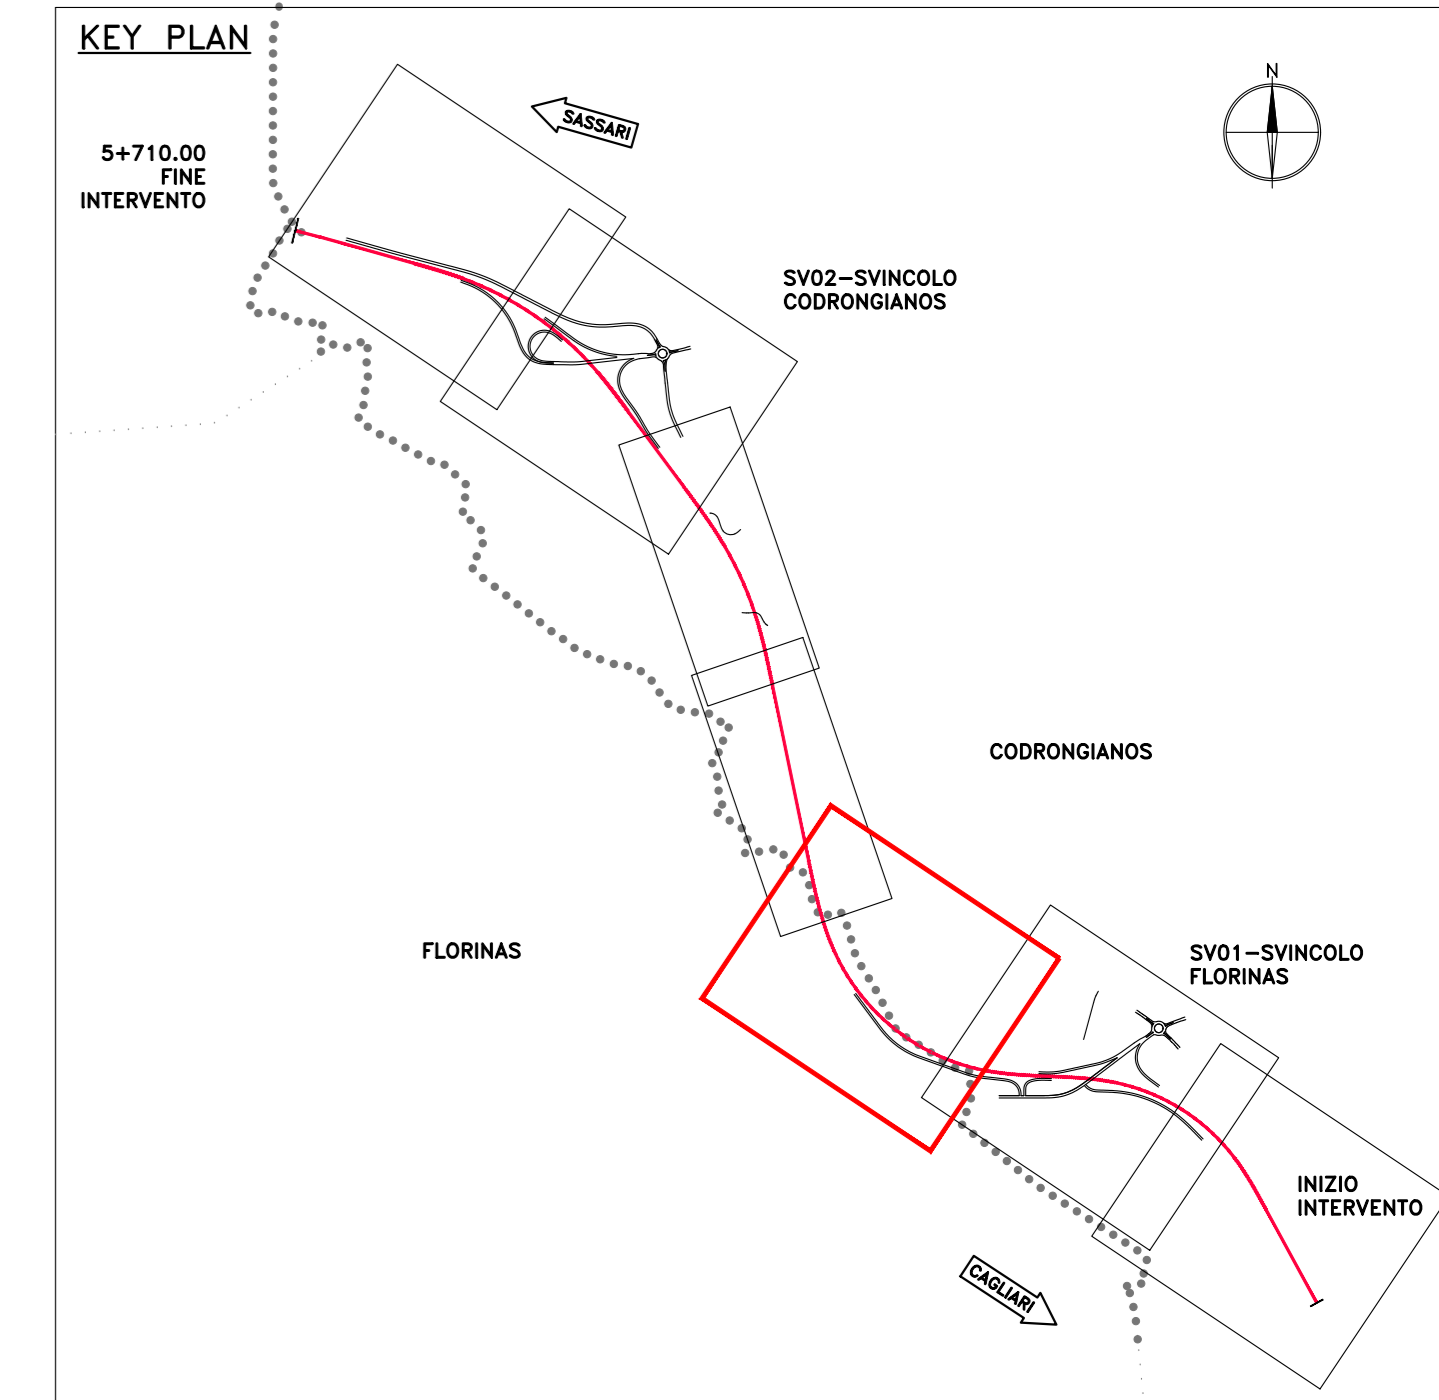 KEY PLAN
N
SASSARI
5+710.00
FINE
INTERVENTO
SV02-SVINCOLO
CODRONGIANOS
CODRONGIANOS
FLORINAS
SV01-SVINCOLO
FLORINAS
INIZIO
INTERVENTO
CAGLIARI